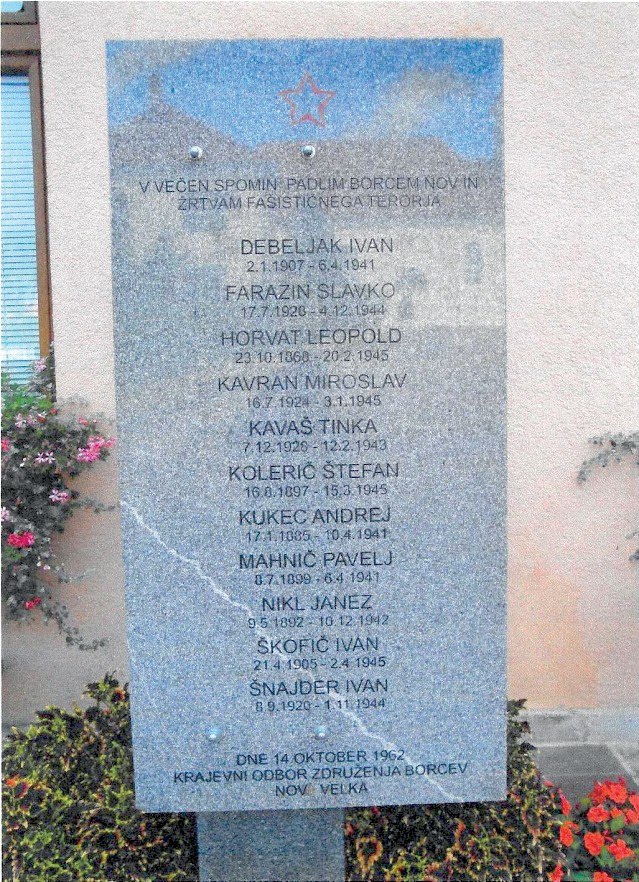 V VEČEN SPOMIN PADLIM BORCEM NOV IN
ŽRTVAM FAŠISTIČNEGA TERORJA
DEBELJAK IVAN
2.1.1907 - 6.4.1941
FARAZIN SLAVKO
17.7.1928 - 4.12.1944
HORVAT LEOPOLD
23.10.1868 - 20.2.1945
KAVRAN MIROSLAV
16.7.1924 - 3.1.1945
KAVAŠ TINKA
7.12.1926 - 12.2.1943
KOLERIČ ŠTEFAN
16.8.1897 - 15.3.1945
KUKEC ANDREJ
17.1.1885 - 10.4.1941
MAHNIČ PAVELJ
8.7.1899 - 6.4.1941
NIKL JANEZ
9.5.1892 - 10.12.1942
ŠKOFIČ IVAN
21.4.1905 - 2.4.1945
ŠNAJDER IVAN
8.9.1920 - 1.11.1944
DNE 14 OKTOBER 1962
KRAJEVNI ODBOR ZDRUŽENJA BORCEV
NOV VELKA